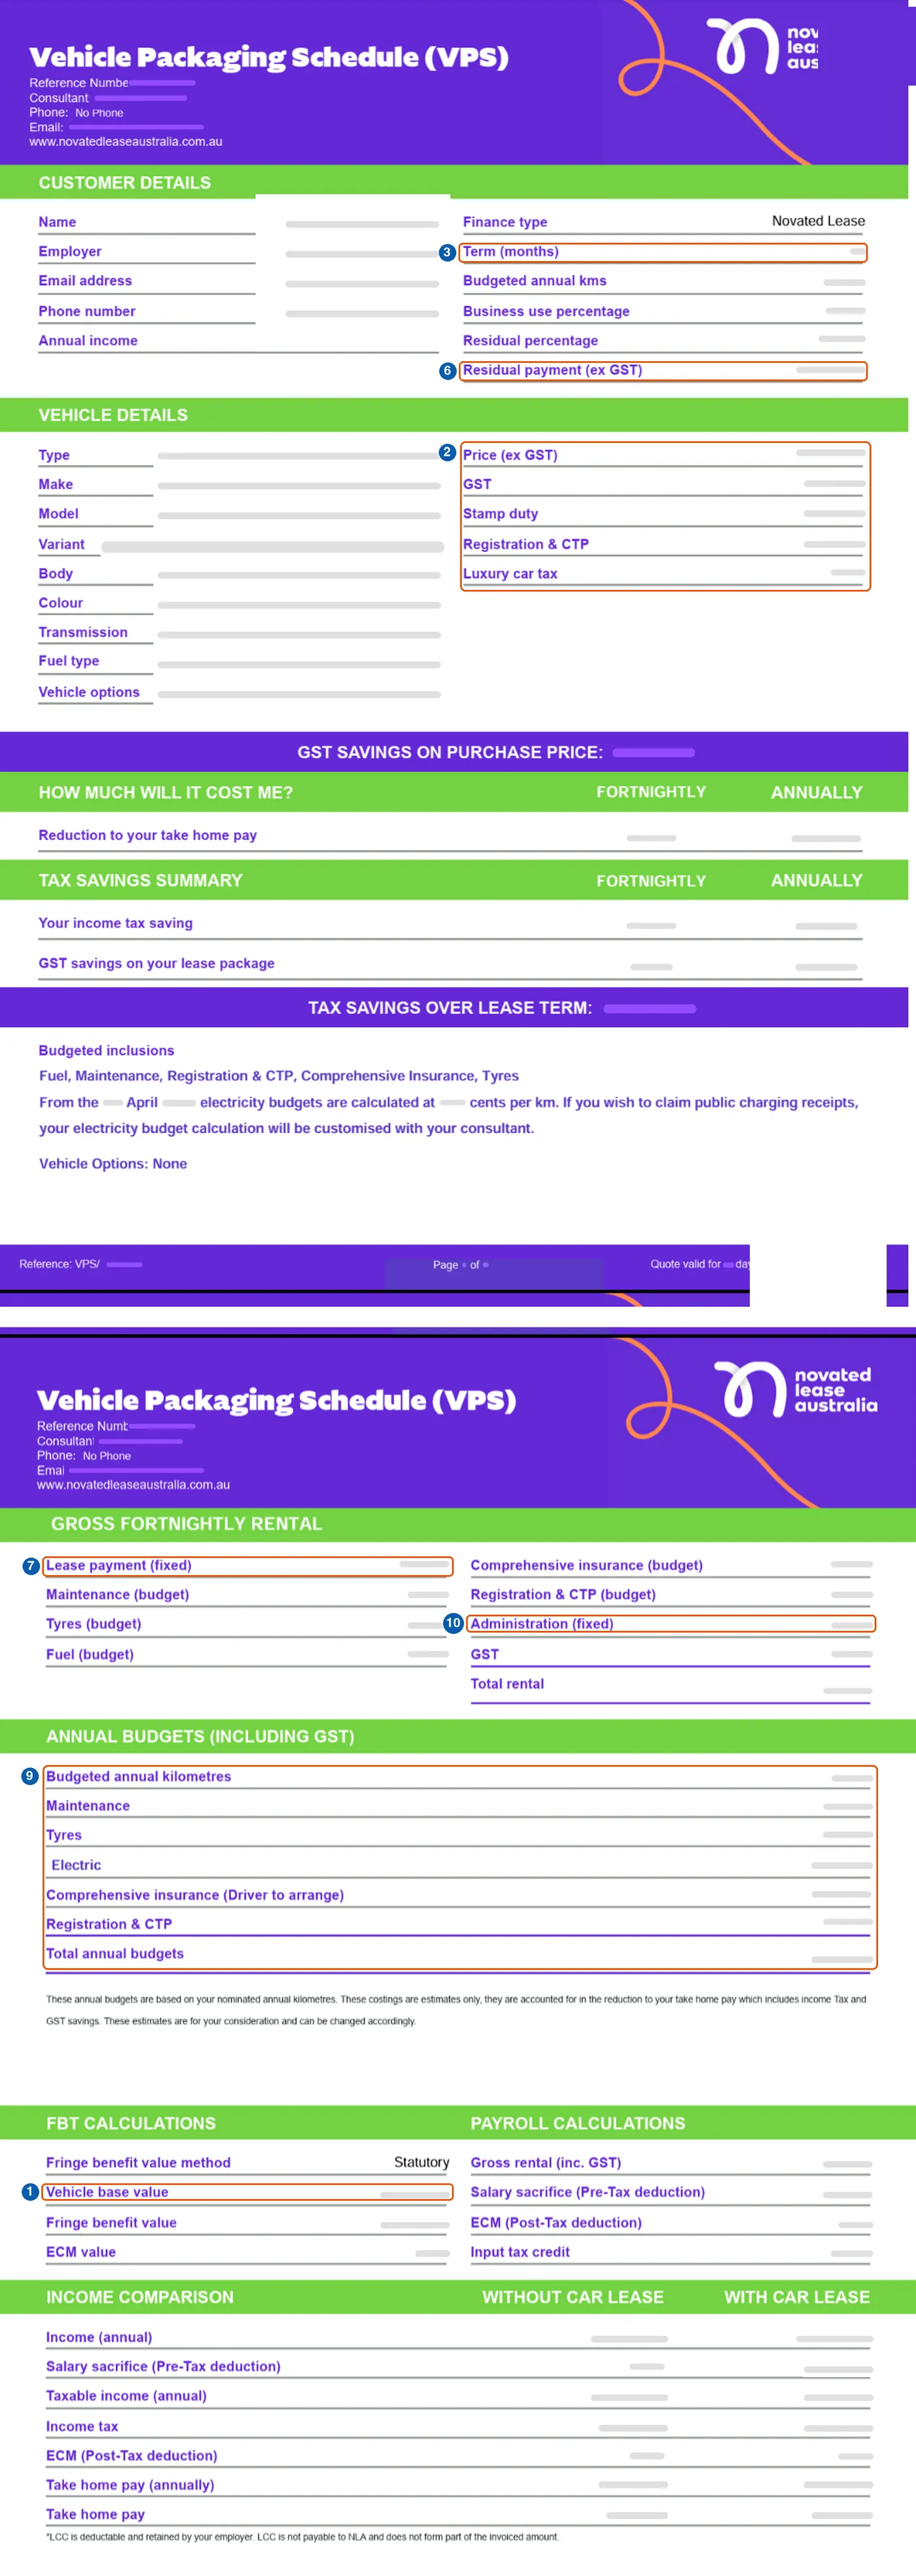 Vehicle Packaging Schedule (VPS)
Reference Numbe
Consultant
Phone: No Phone
Email:
www.novatedleaseaustralia.com.au
nov
lea
aus
CUSTOMER DETAILS
Name
Employer
Email address
Phone number
Annual income
Finance type Novated Lease
3 Term (months)
Budgeted annual kms
Business use percentage
Residual percentage
6 Residual payment (ex GST)
VEHICLE DETAILS
Type
Make
Model
Variant
Body
Colour
Transmission
Fuel type
Vehicle options
2 Price (ex GST)
GST
Stamp duty
Registration & CTP
Luxury car tax
GST SAVINGS ON PURCHASE PRICE:
HOW MUCH WILL IT COST ME? FORTNIGHTLY ANNUALLY
Reduction to your take home pay
TAX SAVINGS SUMMARY FORTNIGHTLY ANNUALLY
Your income tax saving
GST savings on your lease package
TAX SAVINGS OVER LEASE TERM:
Budgeted inclusions
Fuel, Maintenance, Registration & CTP, Comprehensive Insurance, Tyres
From the April electricity budgets are calculated at cents per km. If you wish to claim public charging receipts,
your electricity budget calculation will be customised with your consultant.
Vehicle Options: None
Reference: VPS/ Page of Quote valid for day
Vehicle Packaging Schedule (VPS)
Reference Numb
Consultan
Phone: No Phone
Emai
www.novatedleaseaustralia.com.au
novated
lease
australia
GROSS FORTNIGHTLY RENTAL
7 Lease payment (fixed)
Maintenance (budget)
Tyres (budget)
Fuel (budget)
Comprehensive insurance (budget)
Registration & CTP (budget)
10 Administration (fixed)
GST
Total rental
ANNUAL BUDGETS (INCLUDING GST)
9 Budgeted annual kilometres
Maintenance
Tyres
Electric
Comprehensive insurance (Driver to arrange)
Registration & CTP
Total annual budgets
These annual budgets are based on your nominated annual kilometres. These costings are estimates only, they are accounted for in the reduction to your take home pay which includes income Tax and
GST savings. These estimates are for your consideration and can be changed accordingly.
FBT CALCULATIONS
Fringe benefit value method Statutory
1 Vehicle base value
Fringe benefit value
ECM value
PAYROLL CALCULATIONS
Gross rental (inc. GST)
Salary sacrifice (Pre-Tax deduction)
ECM (Post-Tax deduction)
Input tax credit
INCOME COMPARISON WITHOUT CAR LEASE WITH CAR LEASE
Income (annual)
Salary sacrifice (Pre-Tax deduction)
Taxable income (annual)
Income tax
ECM (Post-Tax deduction)
Take home pay (annually)
Take home pay
*LCC is deductable and retained by your employer. LCC is not payable to NLA and does not form part of the invoiced amount.